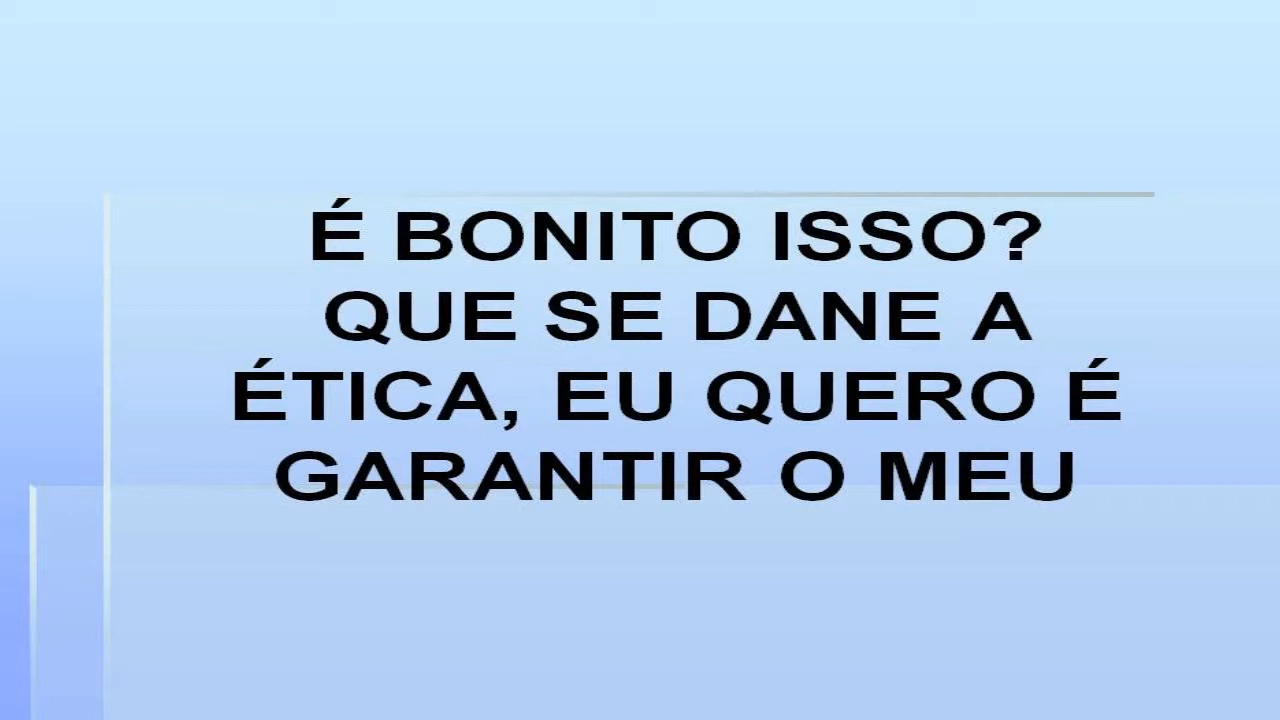 É BONITO ISSO?
QUE SE DANE A
ÉTICA, EU QUERO É
GARANTIR O MEU